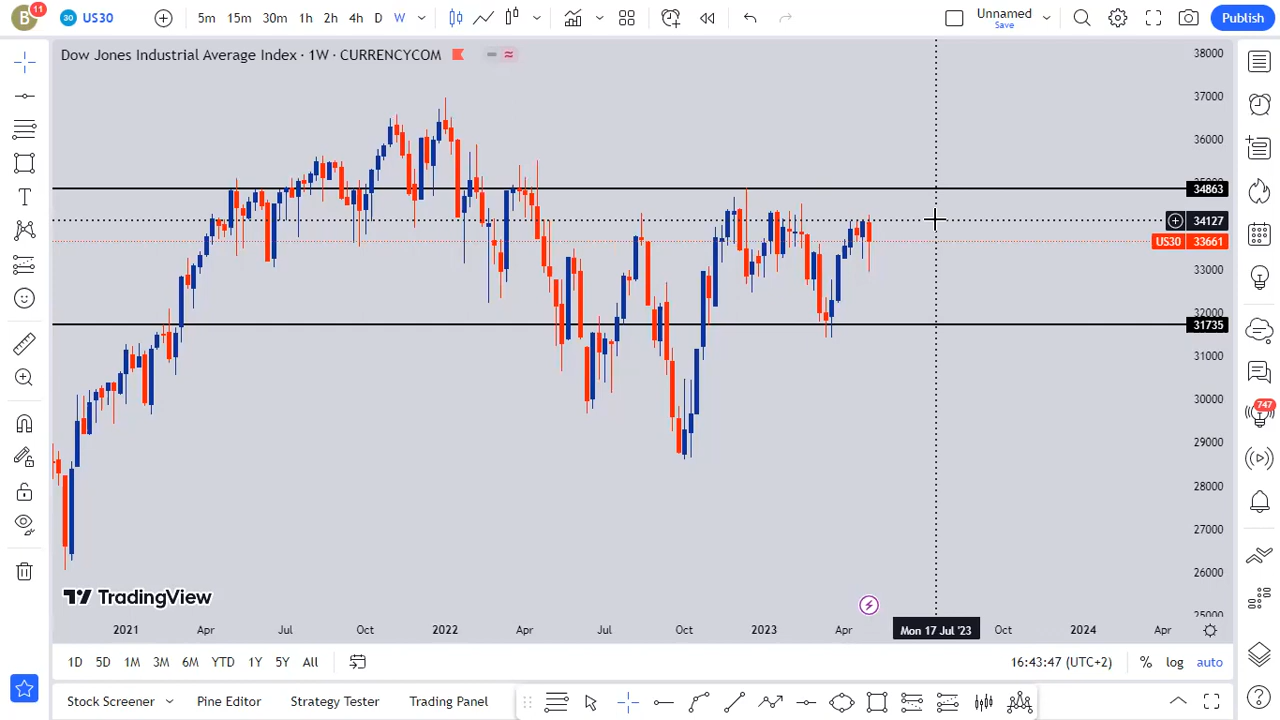 B 11 30 US30 5m 15m 30m 1h 2h 4h D W Unnamed Save Publish
Dow Jones Industrial Average Index · 1W · CURRENCYCOM
38000
37000
36000
35000
34863
34127
US30 33661
33000
32000
31735
31000
30000
29000
28000
27000
26000
25000
747
TradingView
2021 Apr Jul Oct 2022 Apr Jul Oct 2023 Apr Mon 17 Jul '23 Oct 2024 Apr
1D 5D 1M 3M 6M YTD 1Y 5Y All 16:43:47 (UTC+2) % log auto
Stock Screener Pine Editor Strategy Tester Trading Panel